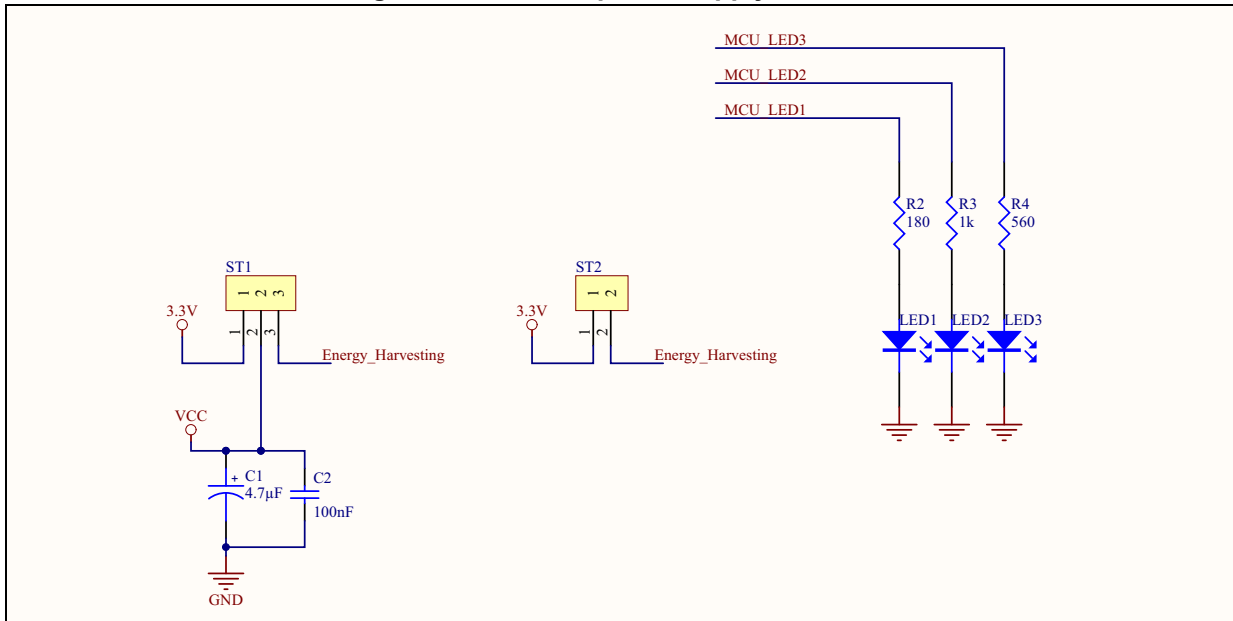 MCU_LED3
MCU_LED2
MCU_LED1
R2
180
R3
1k
R4
560
ST1
1 2 3
3.3V
1 2 3
Energy_Harvesting
ST2
1 2
3.3V
1 2
Energy_Harvesting
LED1
LED2
LED3
VCC
+
C1
4.7µF
C2
100nF
GND